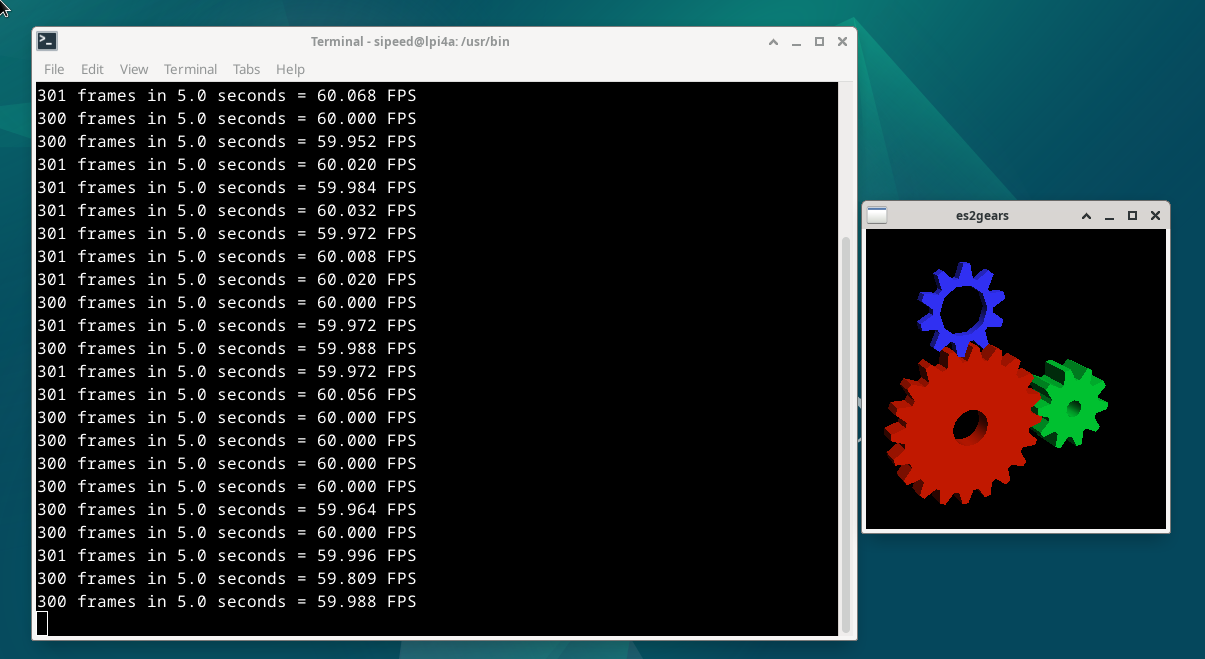 Terminal - sipeed@lpi4a: /usr/bin
File Edit View Terminal Tabs Help
301 frames in 5.0 seconds = 60.068 FPS
300 frames in 5.0 seconds = 60.000 FPS
300 frames in 5.0 seconds = 59.952 FPS
301 frames in 5.0 seconds = 60.020 FPS
301 frames in 5.0 seconds = 59.984 FPS
301 frames in 5.0 seconds = 60.032 FPS
301 frames in 5.0 seconds = 59.972 FPS
301 frames in 5.0 seconds = 60.008 FPS
301 frames in 5.0 seconds = 60.020 FPS
300 frames in 5.0 seconds = 60.000 FPS
301 frames in 5.0 seconds = 59.972 FPS
300 frames in 5.0 seconds = 59.988 FPS
301 frames in 5.0 seconds = 59.972 FPS
301 frames in 5.0 seconds = 60.056 FPS
300 frames in 5.0 seconds = 60.000 FPS
300 frames in 5.0 seconds = 60.000 FPS
300 frames in 5.0 seconds = 60.000 FPS
300 frames in 5.0 seconds = 60.000 FPS
300 frames in 5.0 seconds = 59.964 FPS
300 frames in 5.0 seconds = 60.000 FPS
301 frames in 5.0 seconds = 59.996 FPS
300 frames in 5.0 seconds = 59.809 FPS
300 frames in 5.0 seconds = 59.988 FPS
es2gears